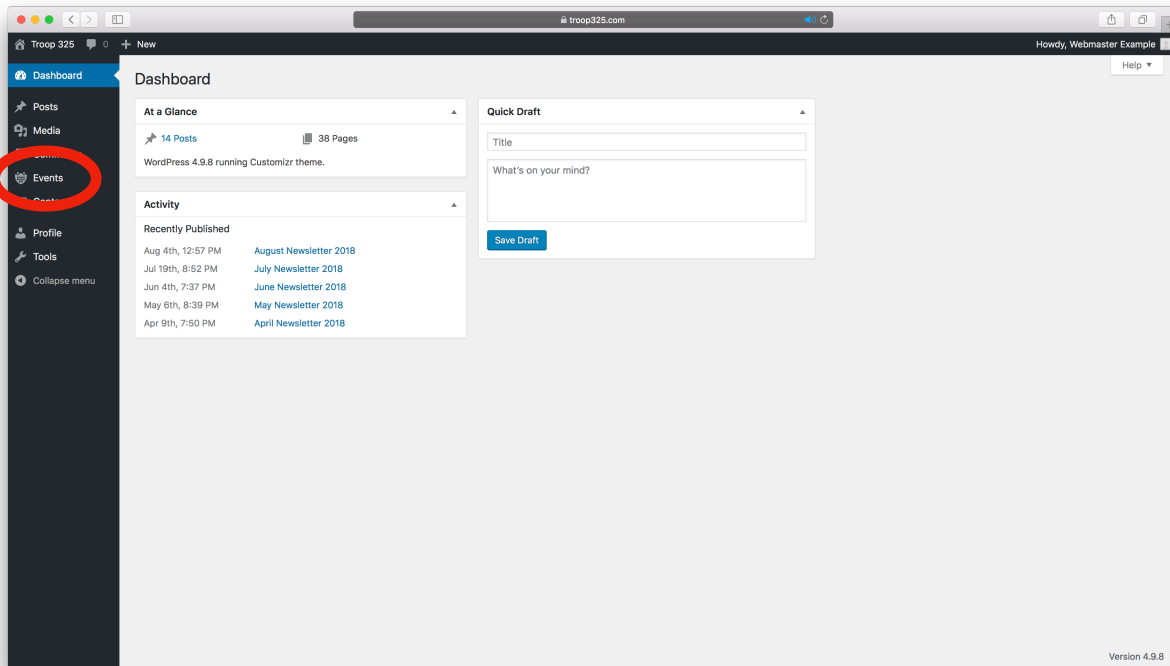 troop325.com
Troop 325 0 + New Howdy, Webmaster Example
Help ▼
Dashboard
Posts
Media
Events
Profile
Tools
Collapse menu
Dashboard
At a Glance
14 Posts 38 Pages
WordPress 4.9.8 running Customizr theme.
Activity
Recently Published
Aug 4th, 12:57 PM August Newsletter 2018
Jul 19th, 8:52 PM July Newsletter 2018
Jun 4th, 7:37 PM June Newsletter 2018
May 6th, 8:39 PM May Newsletter 2018
Apr 9th, 7:50 PM April Newsletter 2018
Quick Draft
Title
What's on your mind?
Save Draft
Version 4.9.8